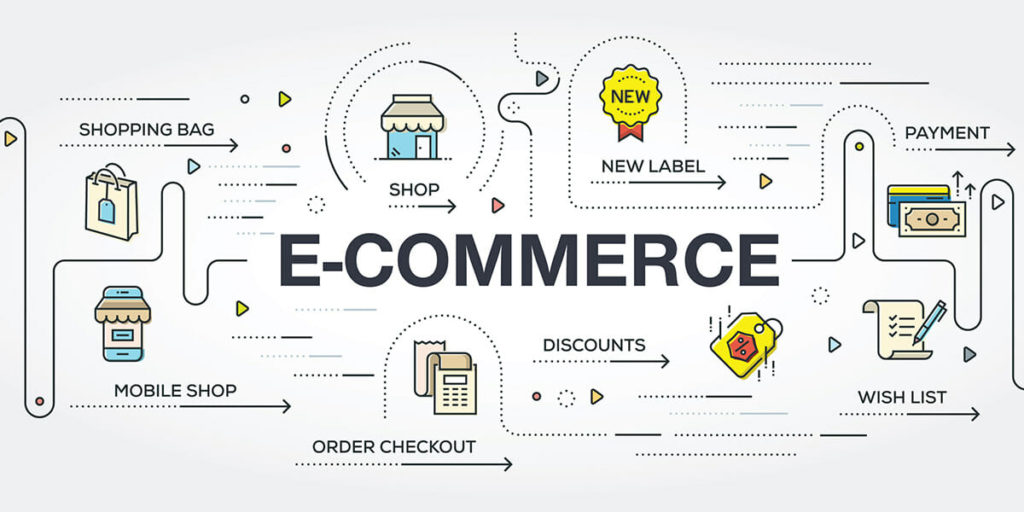 SHOPPING BAG
SHOP
NEW
NEW LABEL
PAYMENT
E-COMMERCE
MOBILE SHOP
ORDER CHECKOUT
DISCOUNTS
%
WISH LIST